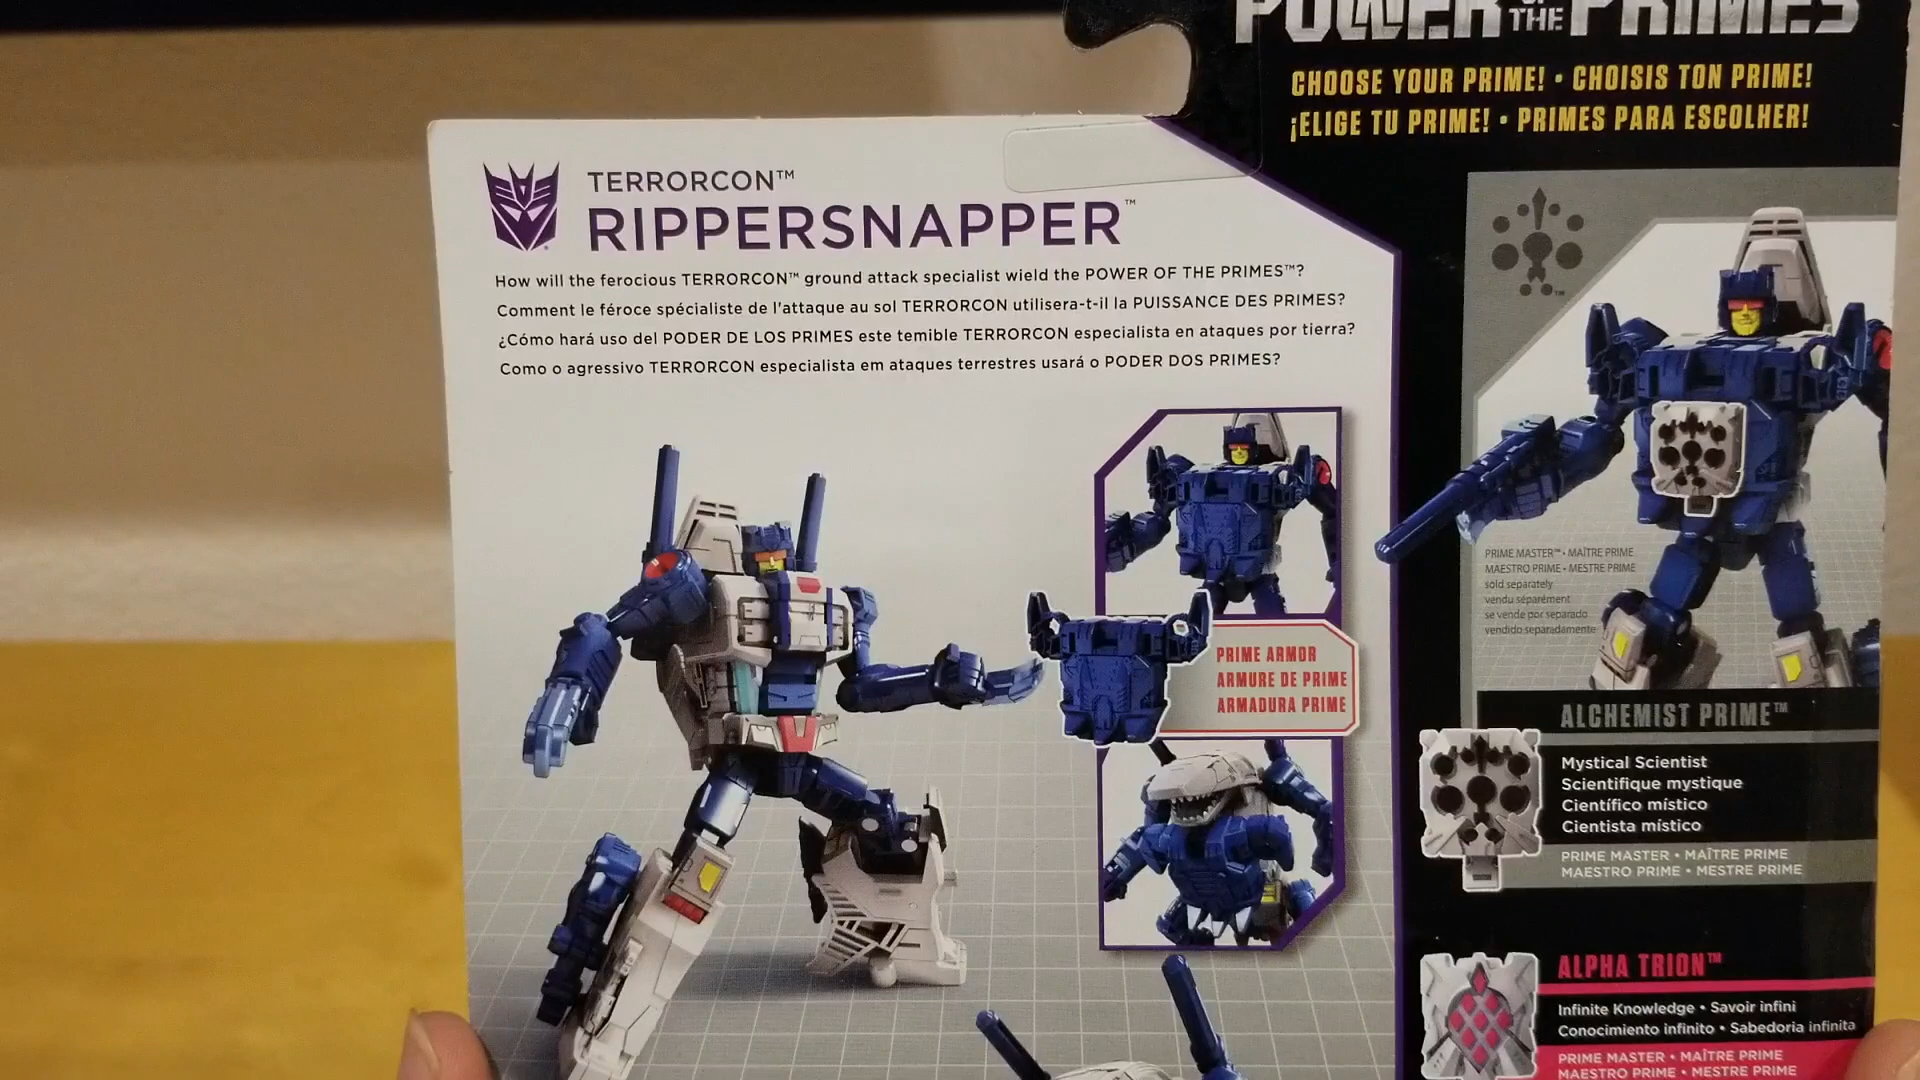 POWER OF THE PRIMES
CHOOSE YOUR PRIME! • CHOISIS TON PRIME!
¡ELIGE TU PRIME! • PRIMES PARA ESCOLHER!
TERRORCON™
RIPPERSNAPPER™
How will the ferocious TERRORCON™ ground attack specialist wield the POWER OF THE PRIMES™?
Comment le féroce spécialiste de l'attaque au sol TERRORCON utilisera-t-il la PUISSANCE DES PRIMES?
¿Cómo hará uso del PODER DE LOS PRIMES este temible TERRORCON especialista en ataques por tierra?
Como o agressivo TERRORCON especialista em ataques terrestres usará o PODER DOS PRIMES?
PRIME ARMOR
ARMURE DE PRIME
ARMADURA PRIME
PRIME MASTER™ • MAÎTRE PRIME
MAESTRO PRIME • MESTRE PRIME
sold separately
vendu séparément
se vende por separado
vendido separadamente
ALCHEMIST PRIME™
Mystical Scientist
Scientifique mystique
Científico místico
Cientista místico
PRIME MASTER • MAÎTRE PRIME
MAESTRO PRIME • MESTRE PRIME
ALPHA TRION™
Infinite Knowledge • Savoir infini
Conocimiento infinito • Sabedoria infinita
PRIME MASTER • MAÎTRE PRIME
MAESTRO PRIME • MESTRE PRIME